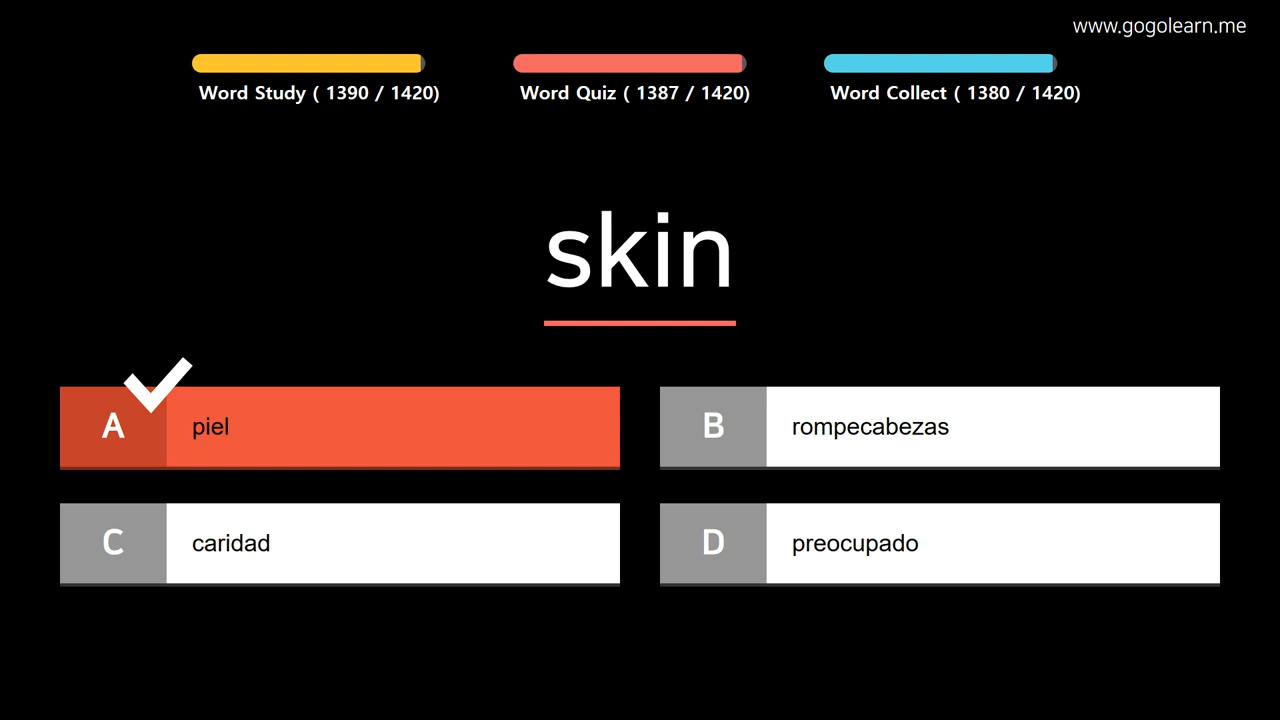 www.gogolearn.me
Word Study ( 1390 / 1420)
Word Quiz ( 1387 / 1420)
Word Collect ( 1380 / 1420)
skin
A piel
B rompecabezas
C caridad
D preocupado